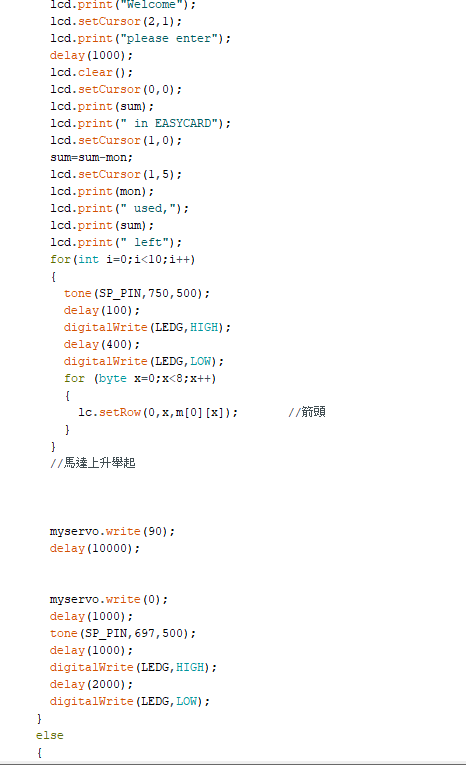 lcd.print("Welcome");
lcd.setCursor(2,1);
lcd.print("please enter");
delay(1000);
lcd.clear();
lcd.setCursor(0,0);
lcd.print(sum);
lcd.print(" in EASYCARD");
lcd.setCursor(1,0);
sum=sum-mon;
lcd.setCursor(1,5);
lcd.print(mon);
lcd.print(" used,");
lcd.print(sum);
lcd.print(" left");
for(int i=0;i<10;i++)
{
tone(SP_PIN,750,500);
delay(100);
digitalWrite(LEDG,HIGH);
delay(400);
digitalWrite(LEDG,LOW);
for (byte x=0;x<8;x++)
{
lc.setRow(0,x,m[0][x]); //箭頭
}
}
//馬達上升舉起
myservo.write(90);
delay(10000);
myservo.write(0);
delay(1000);
tone(SP_PIN,697,500);
delay(1000);
digitalWrite(LEDG,HIGH);
delay(2000);
digitalWrite(LEDG,LOW);
}
else
{